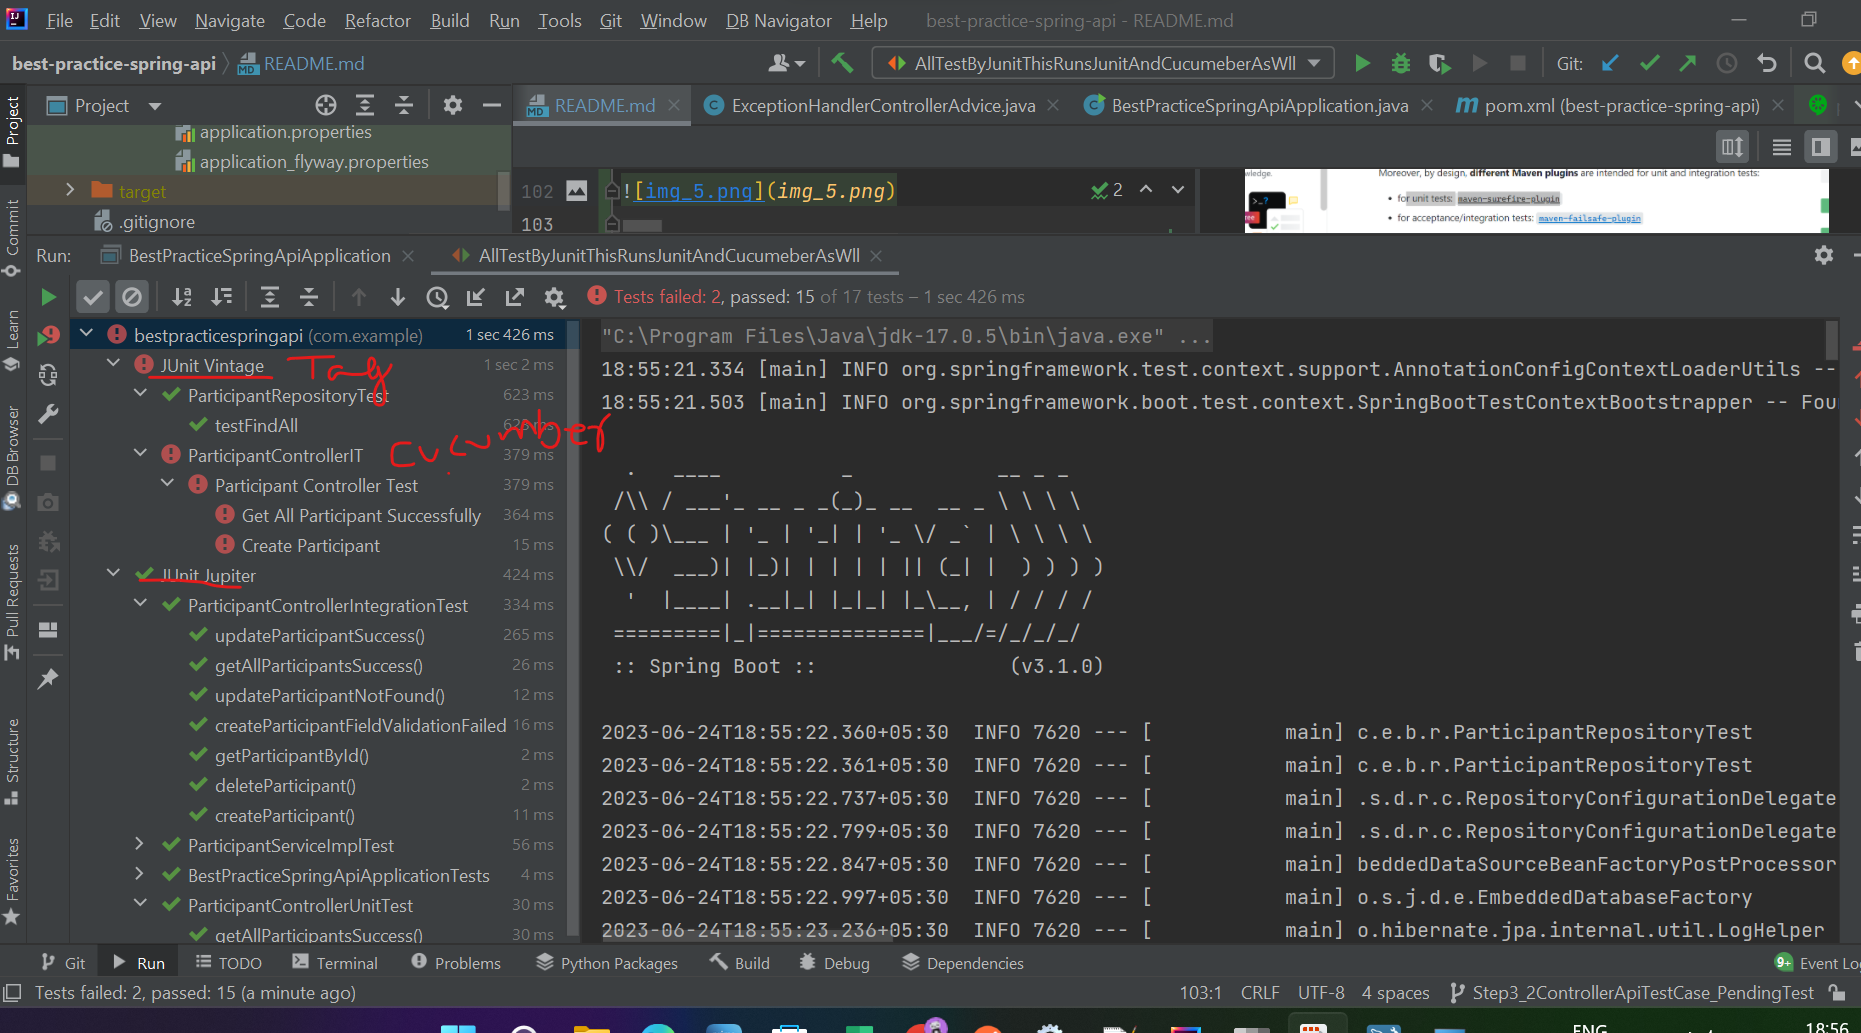 File Edit View Navigate Code Refactor Build Run Tools Git Window DB Navigator Help best-practice-spring-api - README.md
best-practice-spring-api README.md AllTestByJunitThisRunsJunitAndCucumeberAsWll Git:
Project README.md ExceptionHandlerControllerAdvice.java BestPracticeSpringApiApplication.java pom.xml (best-practice-spring-api)
application.properties
application_flyway.properties
target
.gitignore
102 ![img_5.png](img_5.png) 2
103
Moreover, by design, different Maven plugins are intended for unit and integration tests:
for unit tests: maven-surefire-plugin
for acceptance/integration tests: maven-failsafe-plugin
Run: BestPracticeSpringApiApplication AllTestByJunitThisRunsJunitAndCucumeberAsWll
Tests failed: 2, passed: 15 of 17 tests – 1 sec 426 ms
bestpracticespringapi (com.example) 1 sec 426 ms
JUnit Vintage Tag 1 sec 2 ms
ParticipantRepositoryTest 623 ms
testFindAll 623 ms
ParticipantControllerIT cucumber 379 ms
Participant Controller Test 379 ms
Get All Participant Successfully 364 ms
Create Participant 15 ms
JUnit Jupiter 424 ms
ParticipantControllerIntegrationTest 334 ms
updateParticipantSuccess() 265 ms
getAllParticipantsSuccess() 26 ms
updateParticipantNotFound() 12 ms
createParticipantFieldValidationFailed 16 ms
getParticipantById() 2 ms
deleteParticipant() 2 ms
createParticipant() 11 ms
ParticipantServiceImplTest 56 ms
BestPracticeSpringApiApplicationTests 4 ms
ParticipantControllerUnitTest 30 ms
getAllParticipantsSuccess() 30 ms
"C:\Program Files\Java\jdk-17.0.5\bin\java.exe" ...
18:55:21.334 [main] INFO org.springframework.test.context.support.AnnotationConfigContextLoaderUtils --
18:55:21.503 [main] INFO org.springframework.boot.test.context.SpringBootTestContextBootstrapper -- Fou
:: Spring Boot :: (v3.1.0)
2023-06-24T18:55:22.360+05:30 INFO 7620 --- [ main] c.e.b.r.ParticipantRepositoryTest
2023-06-24T18:55:22.361+05:30 INFO 7620 --- [ main] c.e.b.r.ParticipantRepositoryTest
2023-06-24T18:55:22.737+05:30 INFO 7620 --- [ main] .s.d.r.c.RepositoryConfigurationDelegate
2023-06-24T18:55:22.799+05:30 INFO 7620 --- [ main] .s.d.r.c.RepositoryConfigurationDelegate
2023-06-24T18:55:22.847+05:30 INFO 7620 --- [ main] beddedDataSourceBeanFactoryPostProcessor
2023-06-24T18:55:22.997+05:30 INFO 7620 --- [ main] o.s.j.d.e.EmbeddedDatabaseFactory
2023-06-24T18:55:23.236+05:30 INFO 7620 --- [ main] o.hibernate.jpa.internal.util.LogHelper
Project
Commit
Learn
DB Browser
Pull Requests
Structure
Favorites
Git Run TODO Terminal Problems Python Packages Build Debug Dependencies 9+ Event Lo
Tests failed: 2, passed: 15 (a minute ago) 103:1 CRLF UTF-8 4 spaces Step3_2ControllerApiTestCase_PendingTest
ENG 18:56